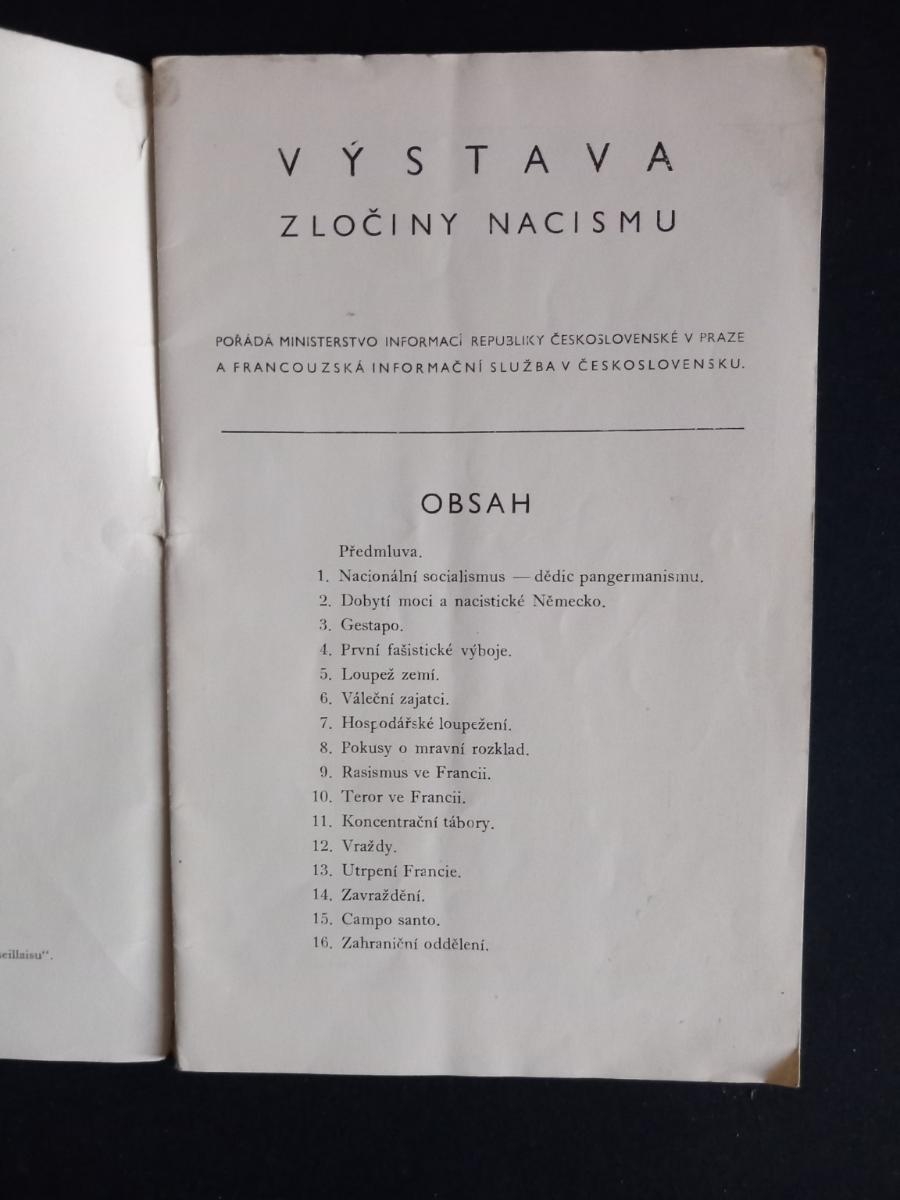 VÝSTAVA
ZLOČINY NACISMU
POŘÁDÁ MINISTERSTVO INFORMACÍ REPUBLIKY ČESKOSLOVENSKÉ V PRAZE
A FRANCOUZSKÁ INFORMAČNÍ SLUŽBA V ČESKOSLOVENSKU.
OBSAH
Předmluva.
1. Nacionální socialismus — dědic pangermanismu.
2. Dobytí moci a nacistické Německo.
3. Gestapo.
4. První fašistické výboje.
5. Loupež zemí.
6. Váleční zajatci.
7. Hospodářské loupežení.
8. Pokusy o mravní rozklad.
9. Rasismus ve Francii.
10. Teror ve Francii.
11. Koncentrační tábory.
12. Vraždy.
13. Utrpení Francie.
14. Zavraždění.
15. Campo santo.
16. Zahraniční oddělení.